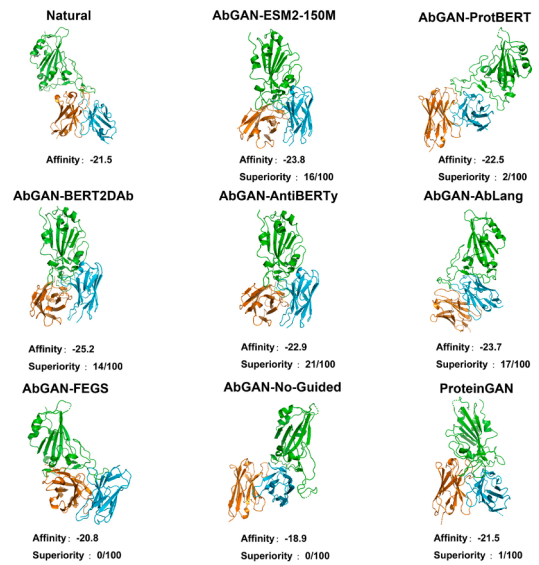 Natural
AbGAN-ESM2-150M
AbGAN-ProtBERT
Affinity： -21.5
Affinity： -23.8
Superiority ： 16/100
Affinity： -22.5
Superiority ： 2/100
AbGAN-BERT2DAb
AbGAN-AntiBERTy
AbGAN-AbLang
Affinity： -25.2
Superiority ： 14/100
Affinity： -22.9
Superiority ： 21/100
Affinity： -23.7
Superiority ： 17/100
AbGAN-FEGS
AbGAN-No-Guided
ProteinGAN
Affinity： -20.8
Superiority ： 0/100
Affinity： -18.9
Superiority ： 0/100
Affinity： -21.5
Superiority ： 1/100